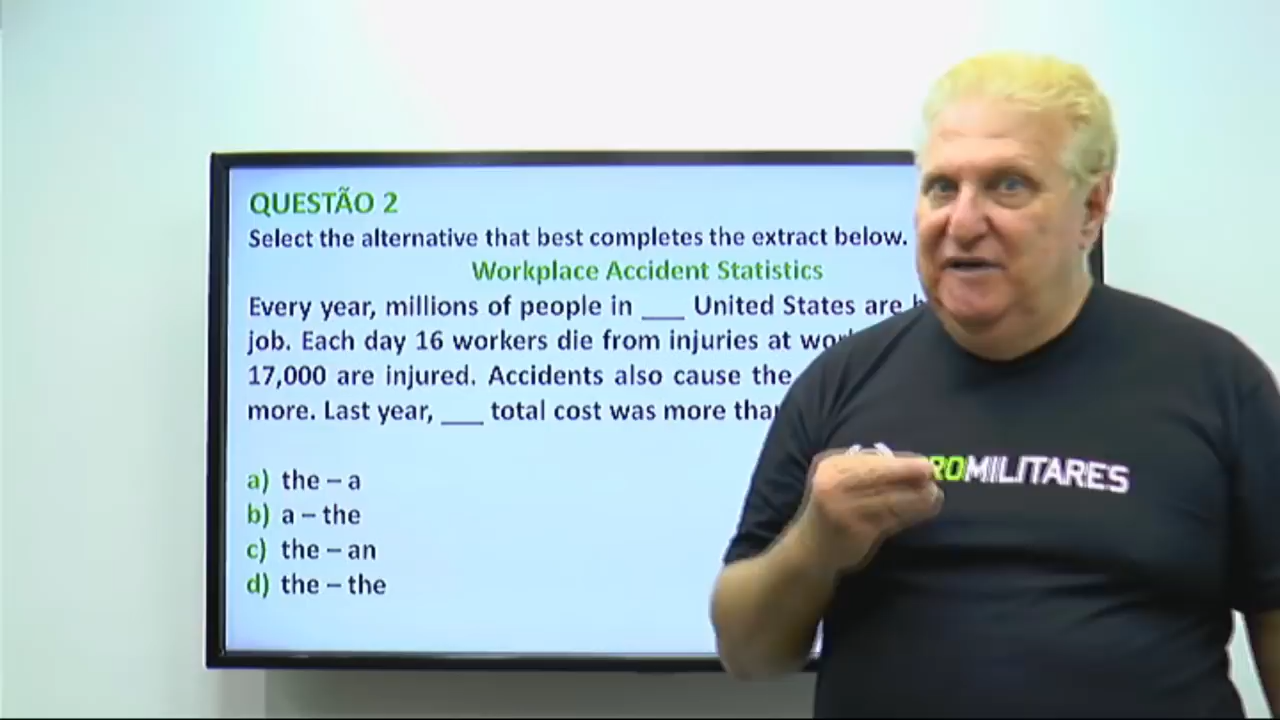 QUESTÃO 2
Select the alternative that best completes the extract below.
Workplace Accident Statistics
Every year, millions of people in ___ United States are
job. Each day 16 workers die from injuries at
17,000 are injured. Accidents also cause the
more. Last year, ___ total cost was more
a) the – a
b) a – the
c) the – an
d) the – the
ROMILITARES